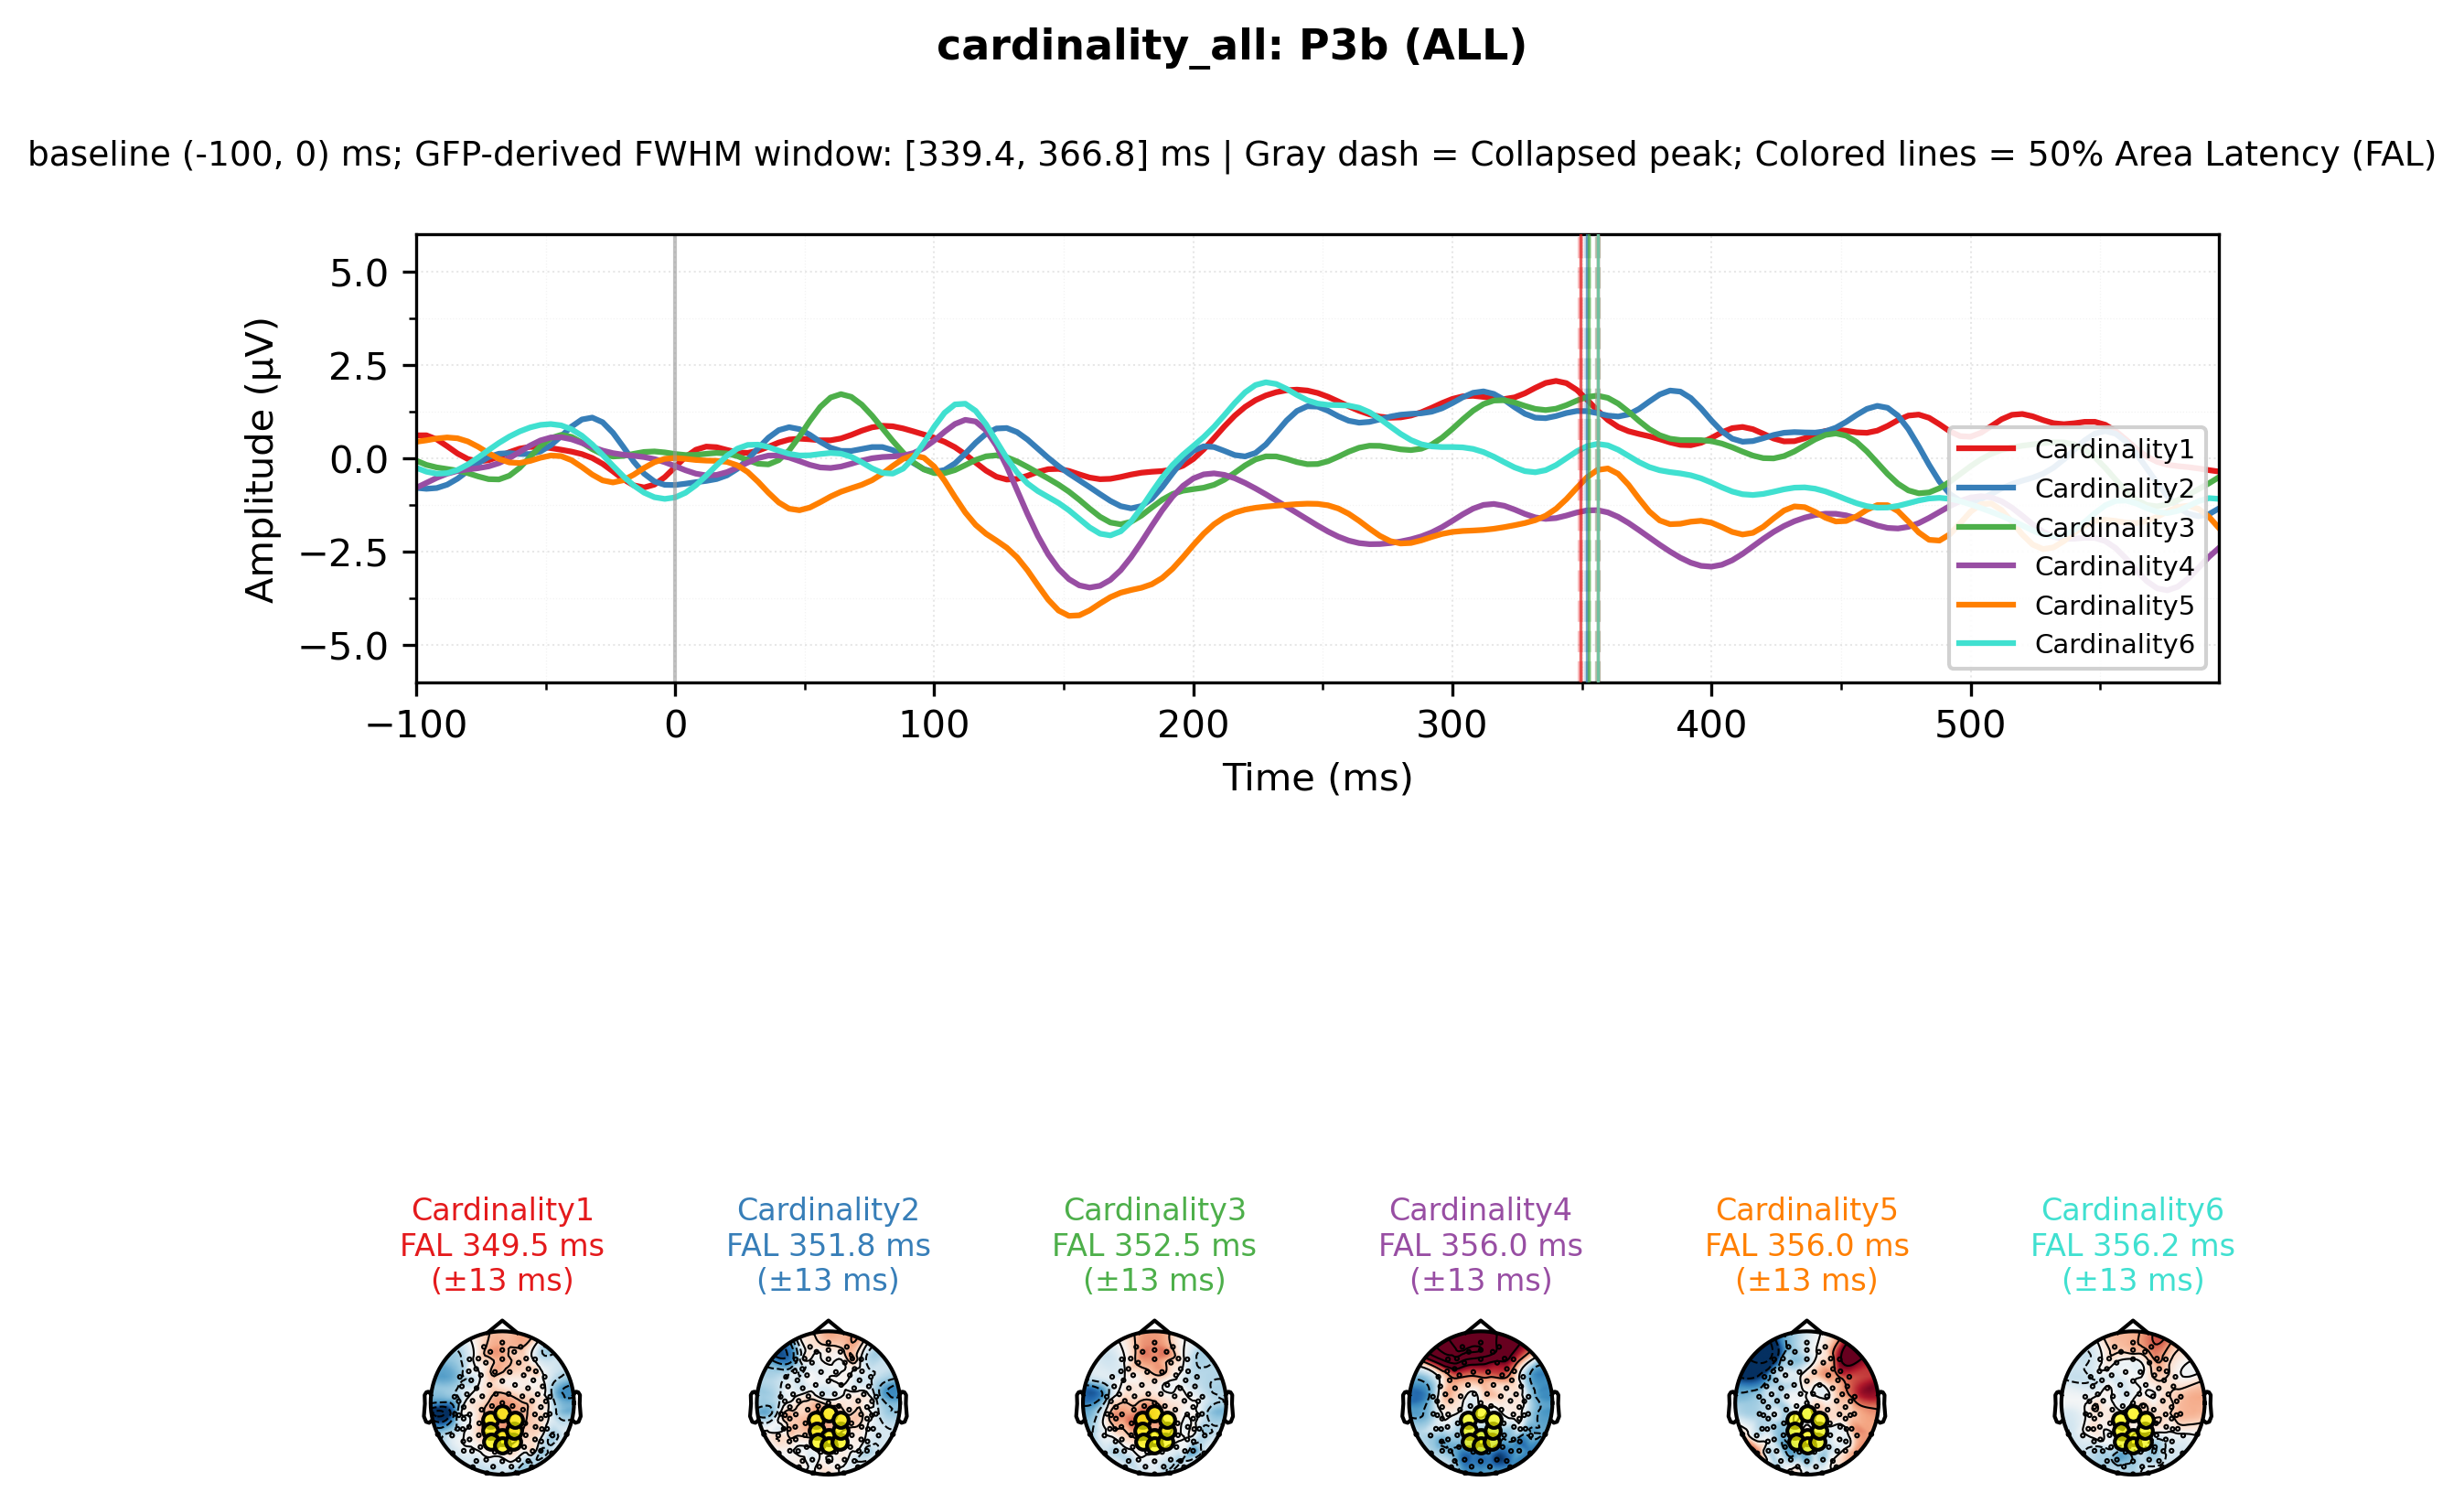 cardinality_all: P3b (ALL)
baseline (-100, 0) ms; GFP-derived FWHM window: [339.4, 366.8] ms | Gray dash = Collapsed peak; Colored lines = 50% Area Latency (FAL)
Amplitude (µV)
5.0
2.5
0.0
−2.5
−5.0
−100
0
100
200
300
400
500
Time (ms)
Cardinality1
Cardinality2
Cardinality3
Cardinality4
Cardinality5
Cardinality6
Cardinality1
FAL 349.5 ms
(±13 ms)
Cardinality2
FAL 351.8 ms
(±13 ms)
Cardinality3
FAL 352.5 ms
(±13 ms)
Cardinality4
FAL 356.0 ms
(±13 ms)
Cardinality5
FAL 356.0 ms
(±13 ms)
Cardinality6
FAL 356.2 ms
(±13 ms)